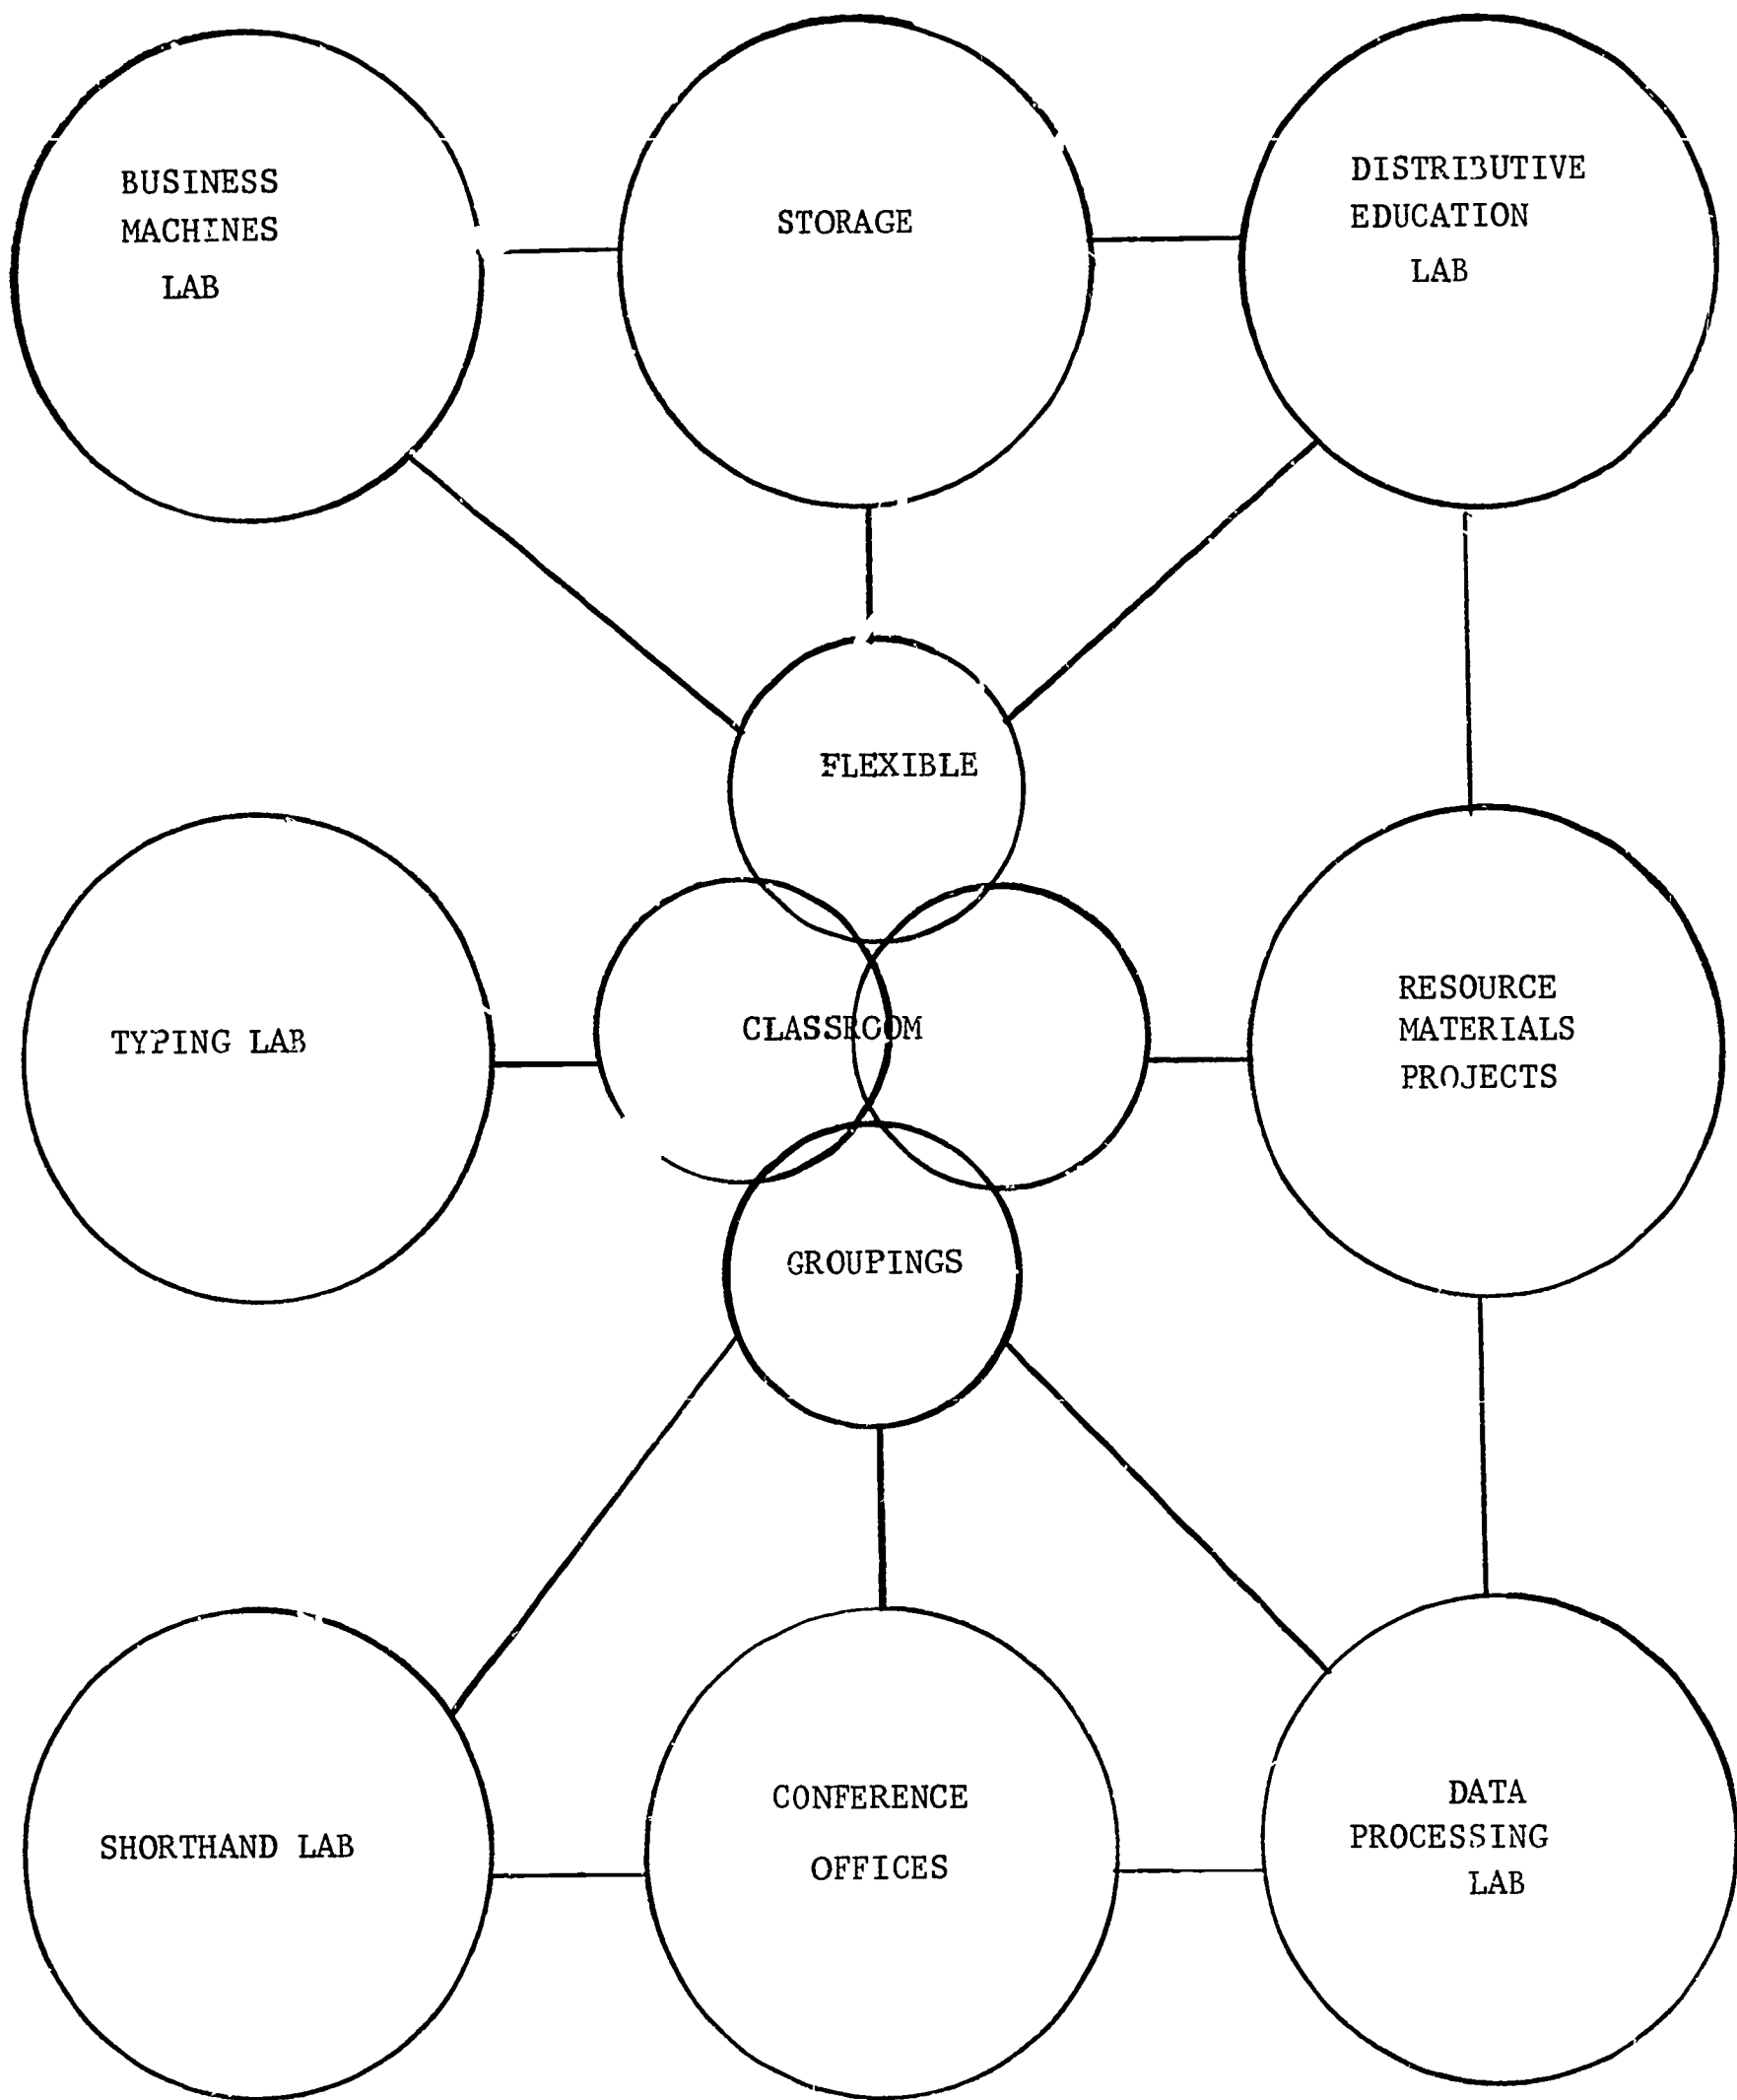 BUSINESS
MACHINES
LAB
STORAGE
DISTRIBUTIVE
EDUCATION
LAB
FLEXIBLE
TYPING LAB
CLASSROOM
RESOURCE
MATERIALS
PROJECTS
GROUPINGS
SHORTHAND LAB
CONFERENCE
OFFICES
DATA
PROCESSING
LAB